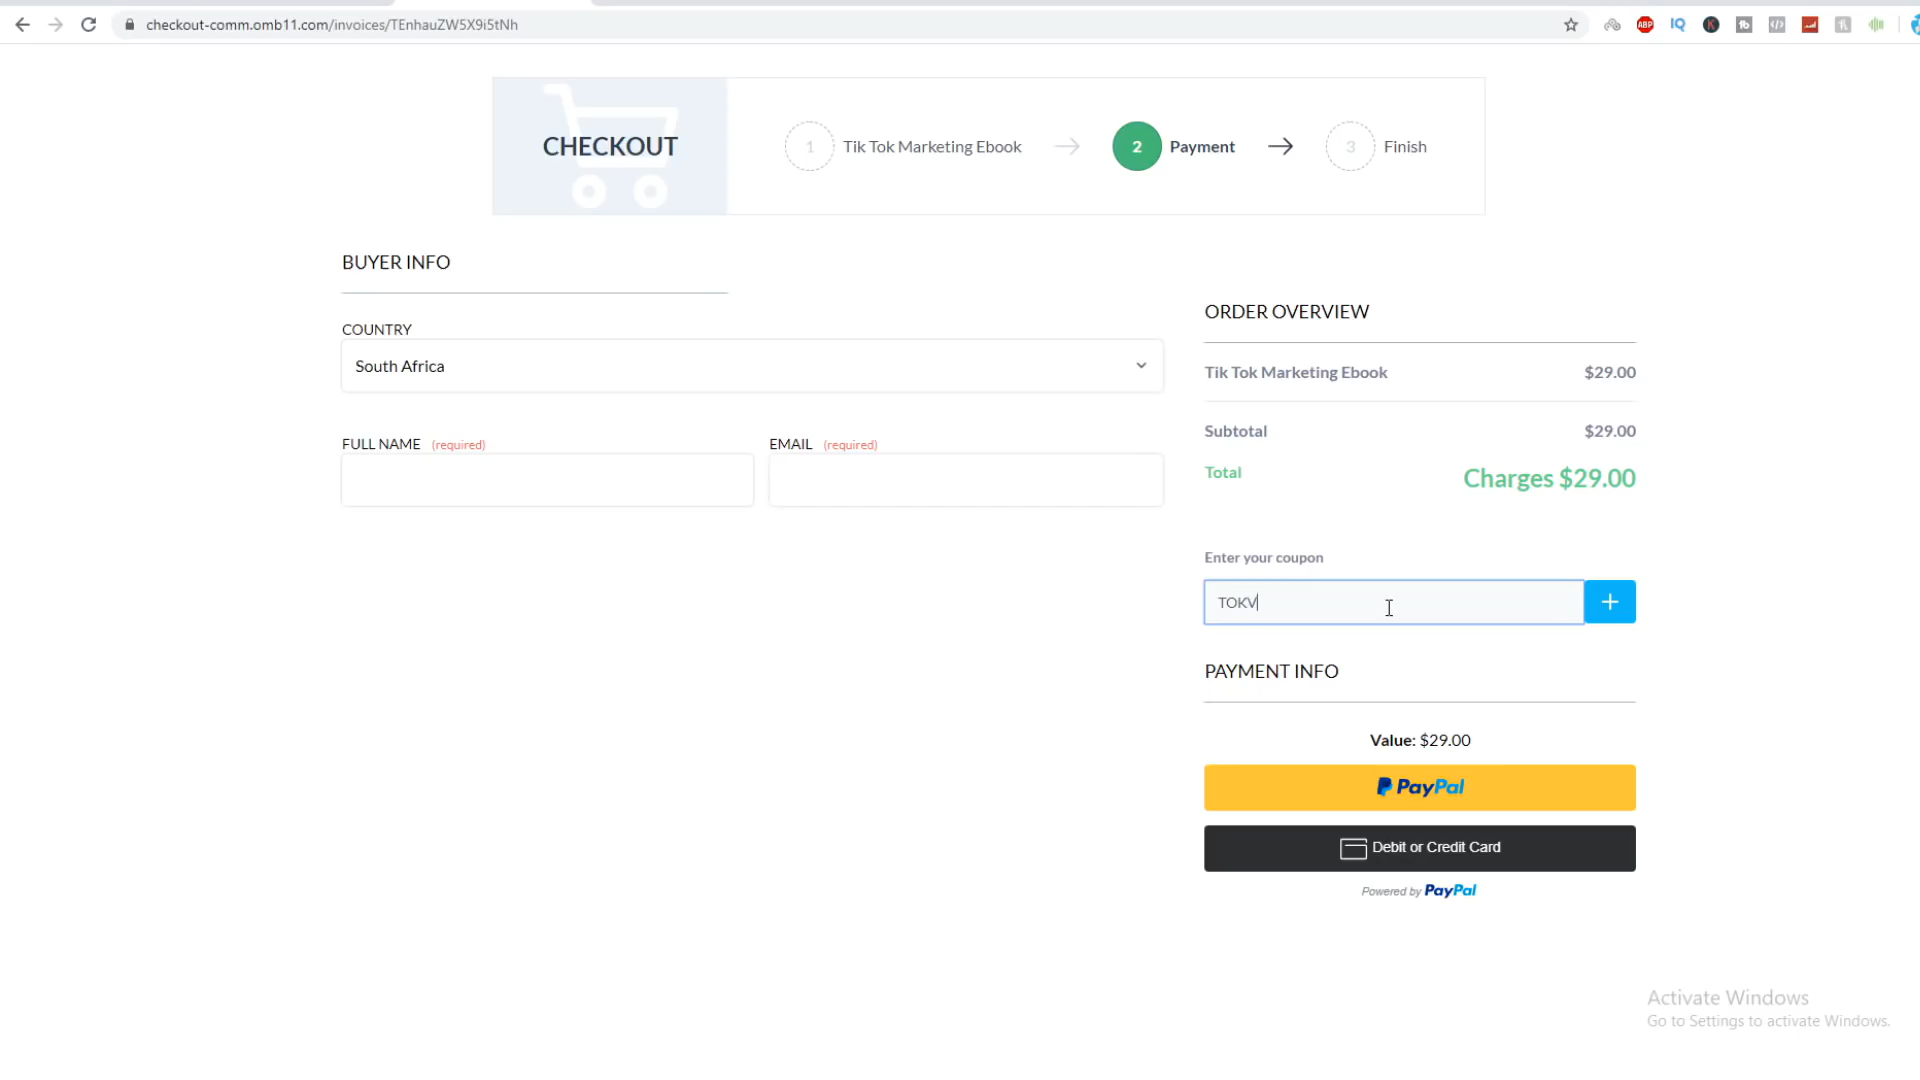 checkout-comm.omb11.com/invoices/TEnhauZW5X9i5tNh
ABP
IQ
CHECKOUT
1
Tik Tok Marketing Ebook
2
Payment
3
Finish
BUYER INFO
COUNTRY
South Africa
FULL NAME (required)
EMAIL (required)
ORDER OVERVIEW
Tik Tok Marketing Ebook $29.00
Subtotal $29.00
Total Charges $29.00
Enter your coupon
TOKV
+
PAYMENT INFO
Value: $29.00
PayPal
Debit or Credit Card
Powered by PayPal
Activate Windows
Go to Settings to activate Windows.